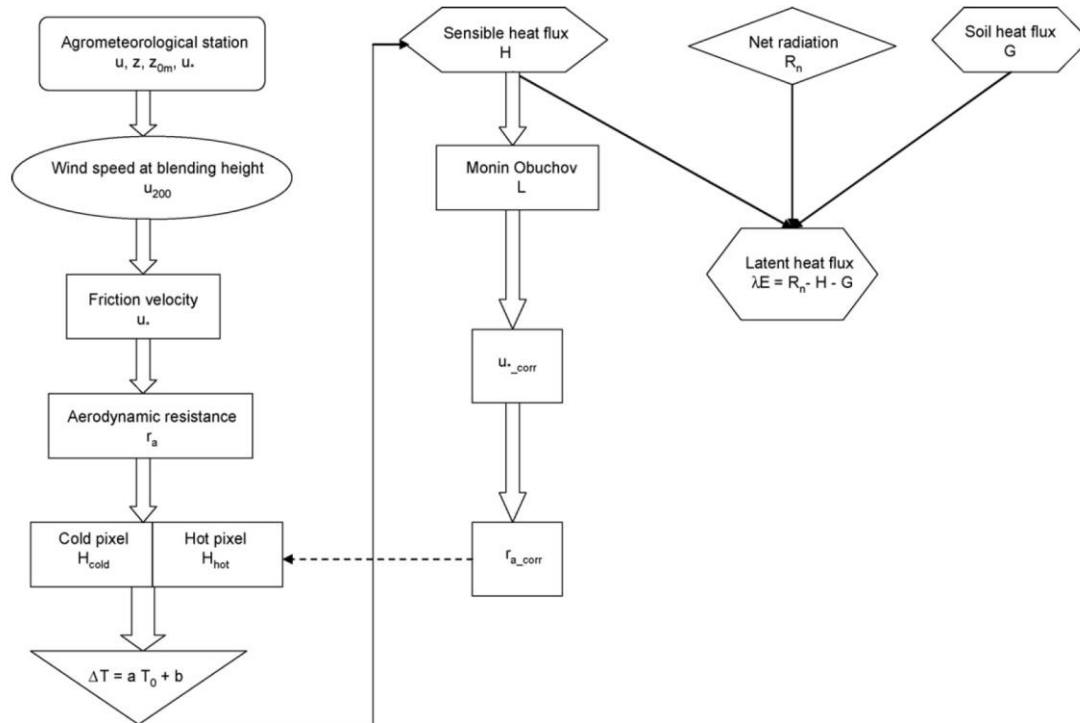 Agrometeorological station
u, z, z0m, u*
Wind speed at blending height
u200
Friction velocity
u*
Aerodynamic resistance
ra
Cold pixel
Hcold
Hot pixel
Hhot
ΔT = a T0 + b
Sensible heat flux
H
Monin Obuchov
L
u*_corr
ra_corr
Net radiation
Rn
Soil heat flux
G
Latent heat flux
λE = Rn- H - G